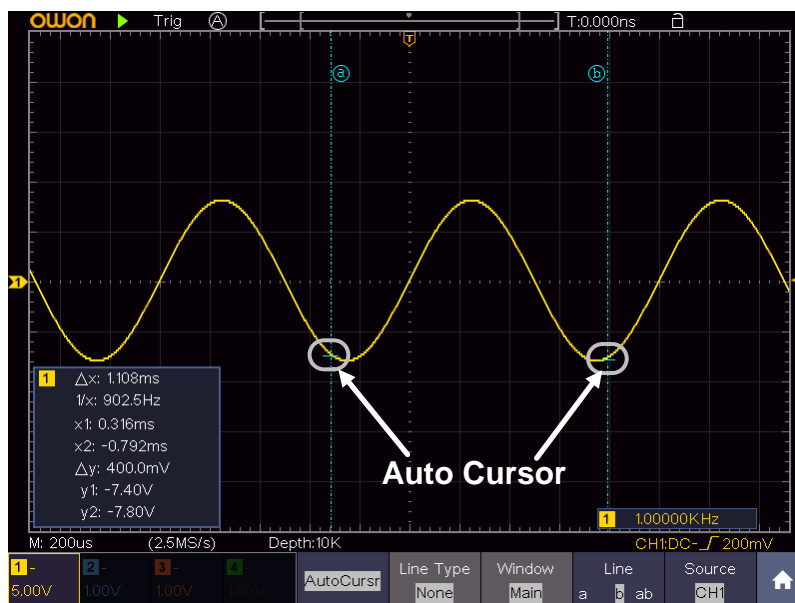 owon Trig A T:0.000ns
T
a b
1
1 △x: 1.108ms
1/x: 902.5Hz
x1: 0.316ms
x2: -0.792ms
△y: 400.0mV
y1: -7.40V
y2: -7.80V
Auto Cursor
1 1.00000KHz
M: 200us (2.5MS/s) Depth:10K CH1:DC- 200mV
1 - 2 - 3 - 4 - AutoCursr Line Type Window Line Source
5.00V 1.00V 1.00V 1.00V None Main a b ab CH1